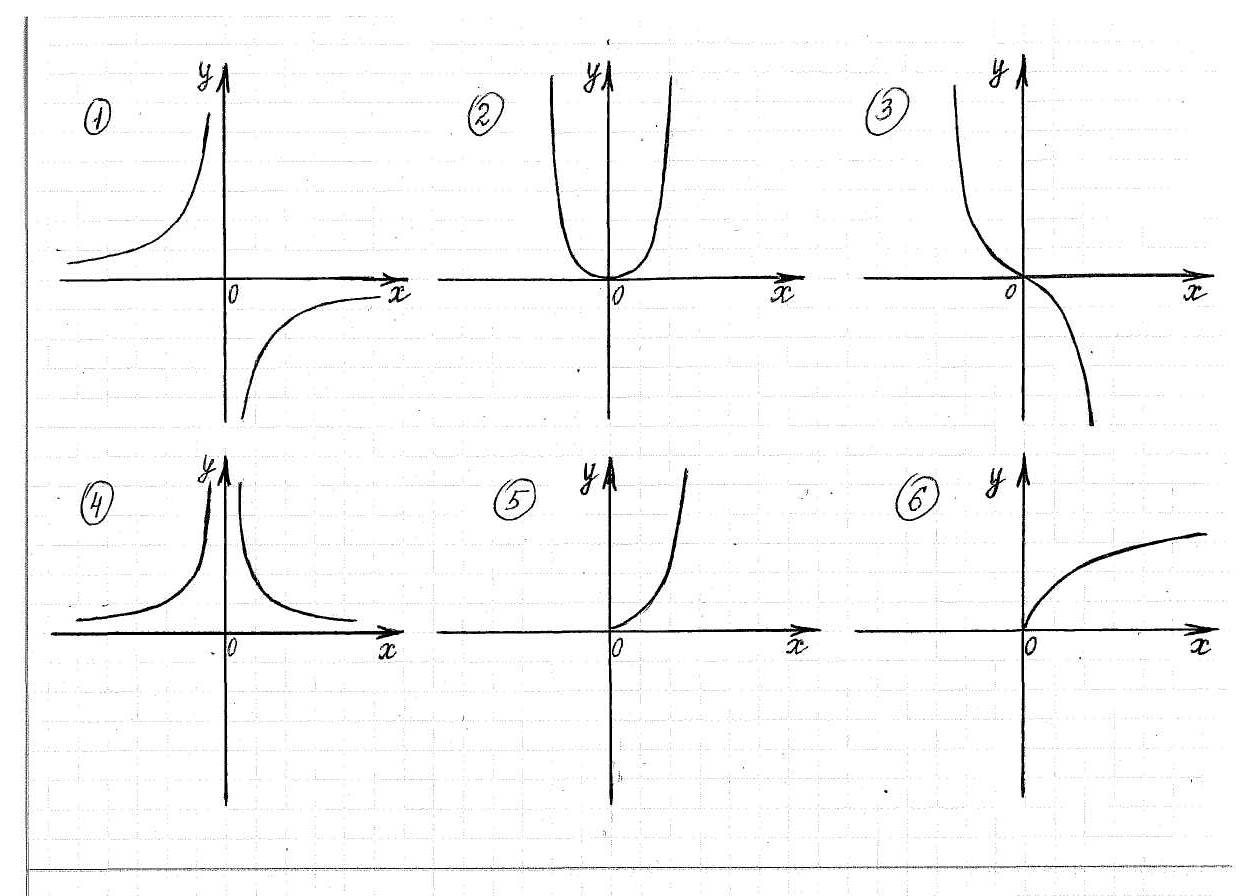 ① y 0 x
② y 0 x
③ y 0 x
④ y 0 x
⑤ y 0 x
⑥ y 0 x